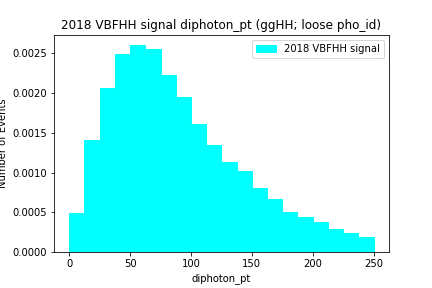 2018 VBFHH signal diphoton_pt (ggHH; loose pho_id)
2018 VBFHH signal
Number of Events
0.0025
0.0020
0.0015
0.0010
0.0005
0.0000
0 50 100 150 200 250
diphoton_pt